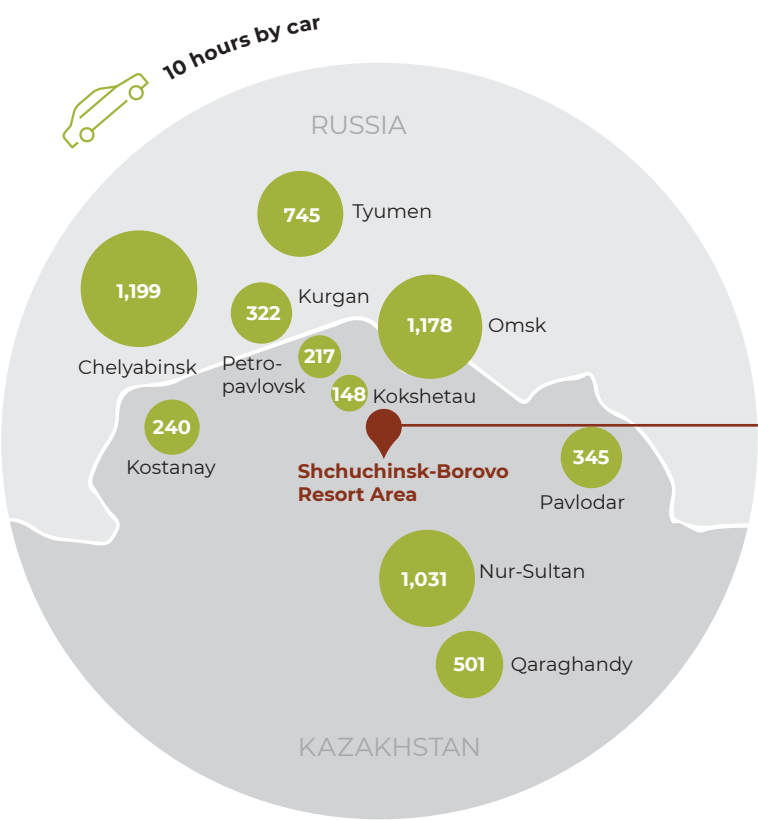 10 hours by car
RUSSIA
745
Tyumen
1,199
Chelyabinsk
322
Kurgan
1,178
Omsk
217
Petro-
pavlovsk
148
Kokshetau
240
Kostanay
Shchuchinsk-Borovo
Resort Area
345
Pavlodar
1,031
Nur-Sultan
501
Qaraghandy
KAZAKHSTAN